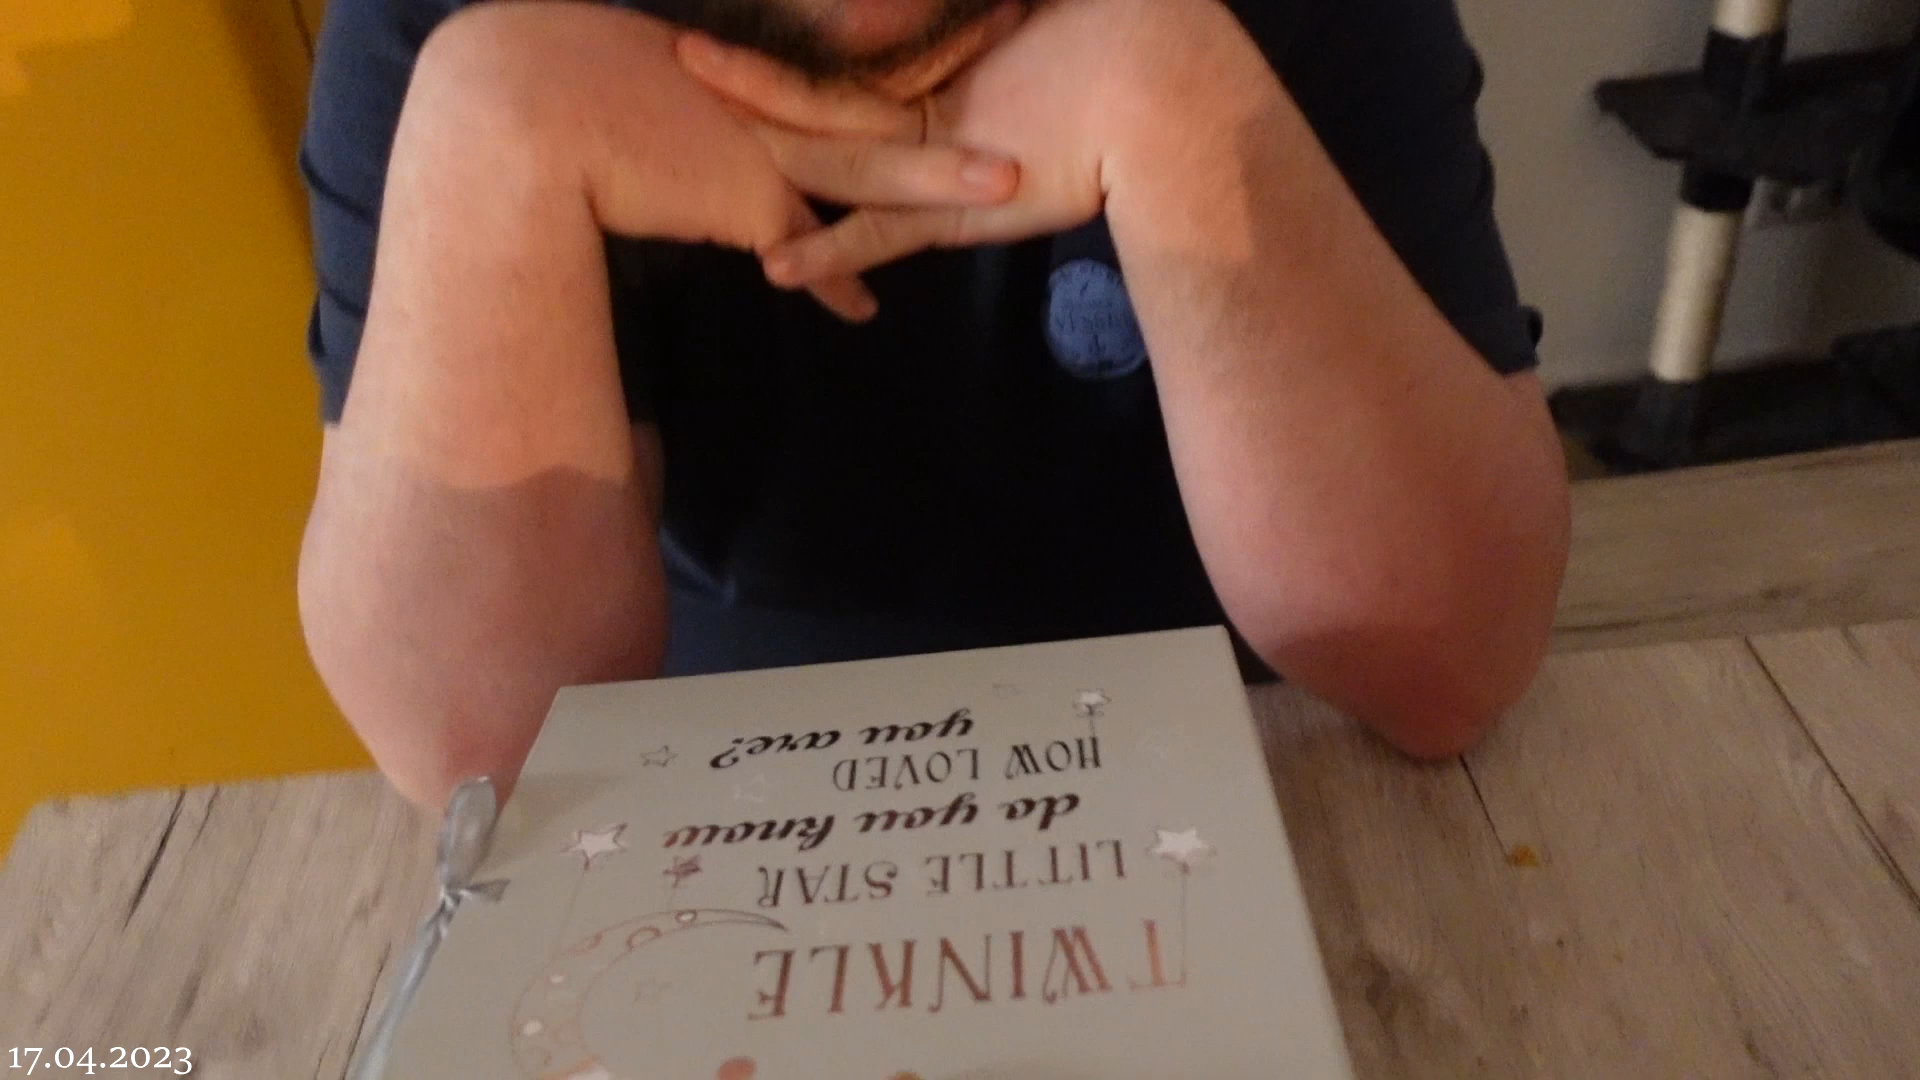 TWINKLE
LITTLE STAR
do you know
HOW LOVED
you are?
17.04.2023